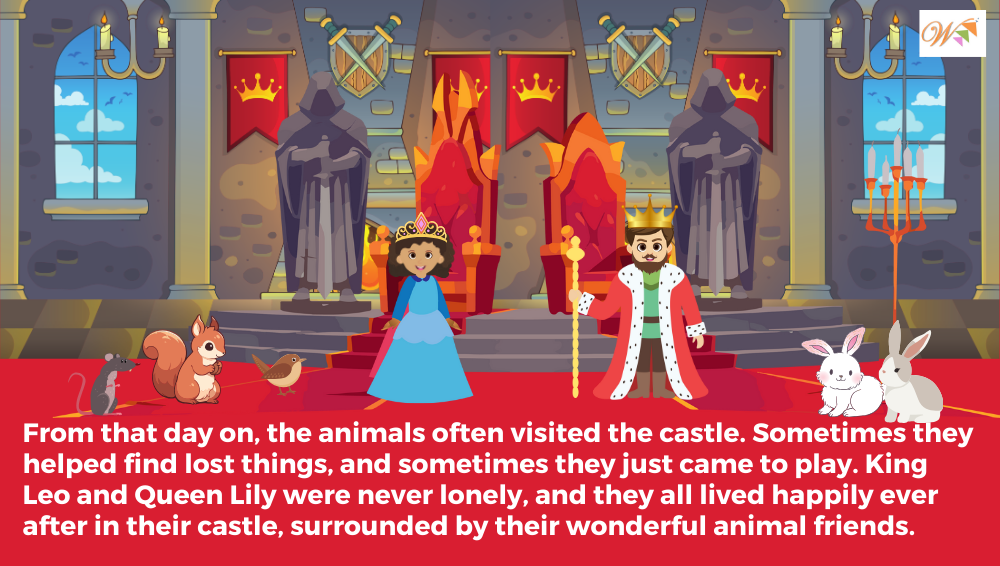 W
From that day on, the animals often visited the castle. Sometimes they
helped find lost things, and sometimes they just came to play. King
Leo and Queen Lily were never lonely, and they all lived happily ever
after in their castle, surrounded by their wonderful animal friends.